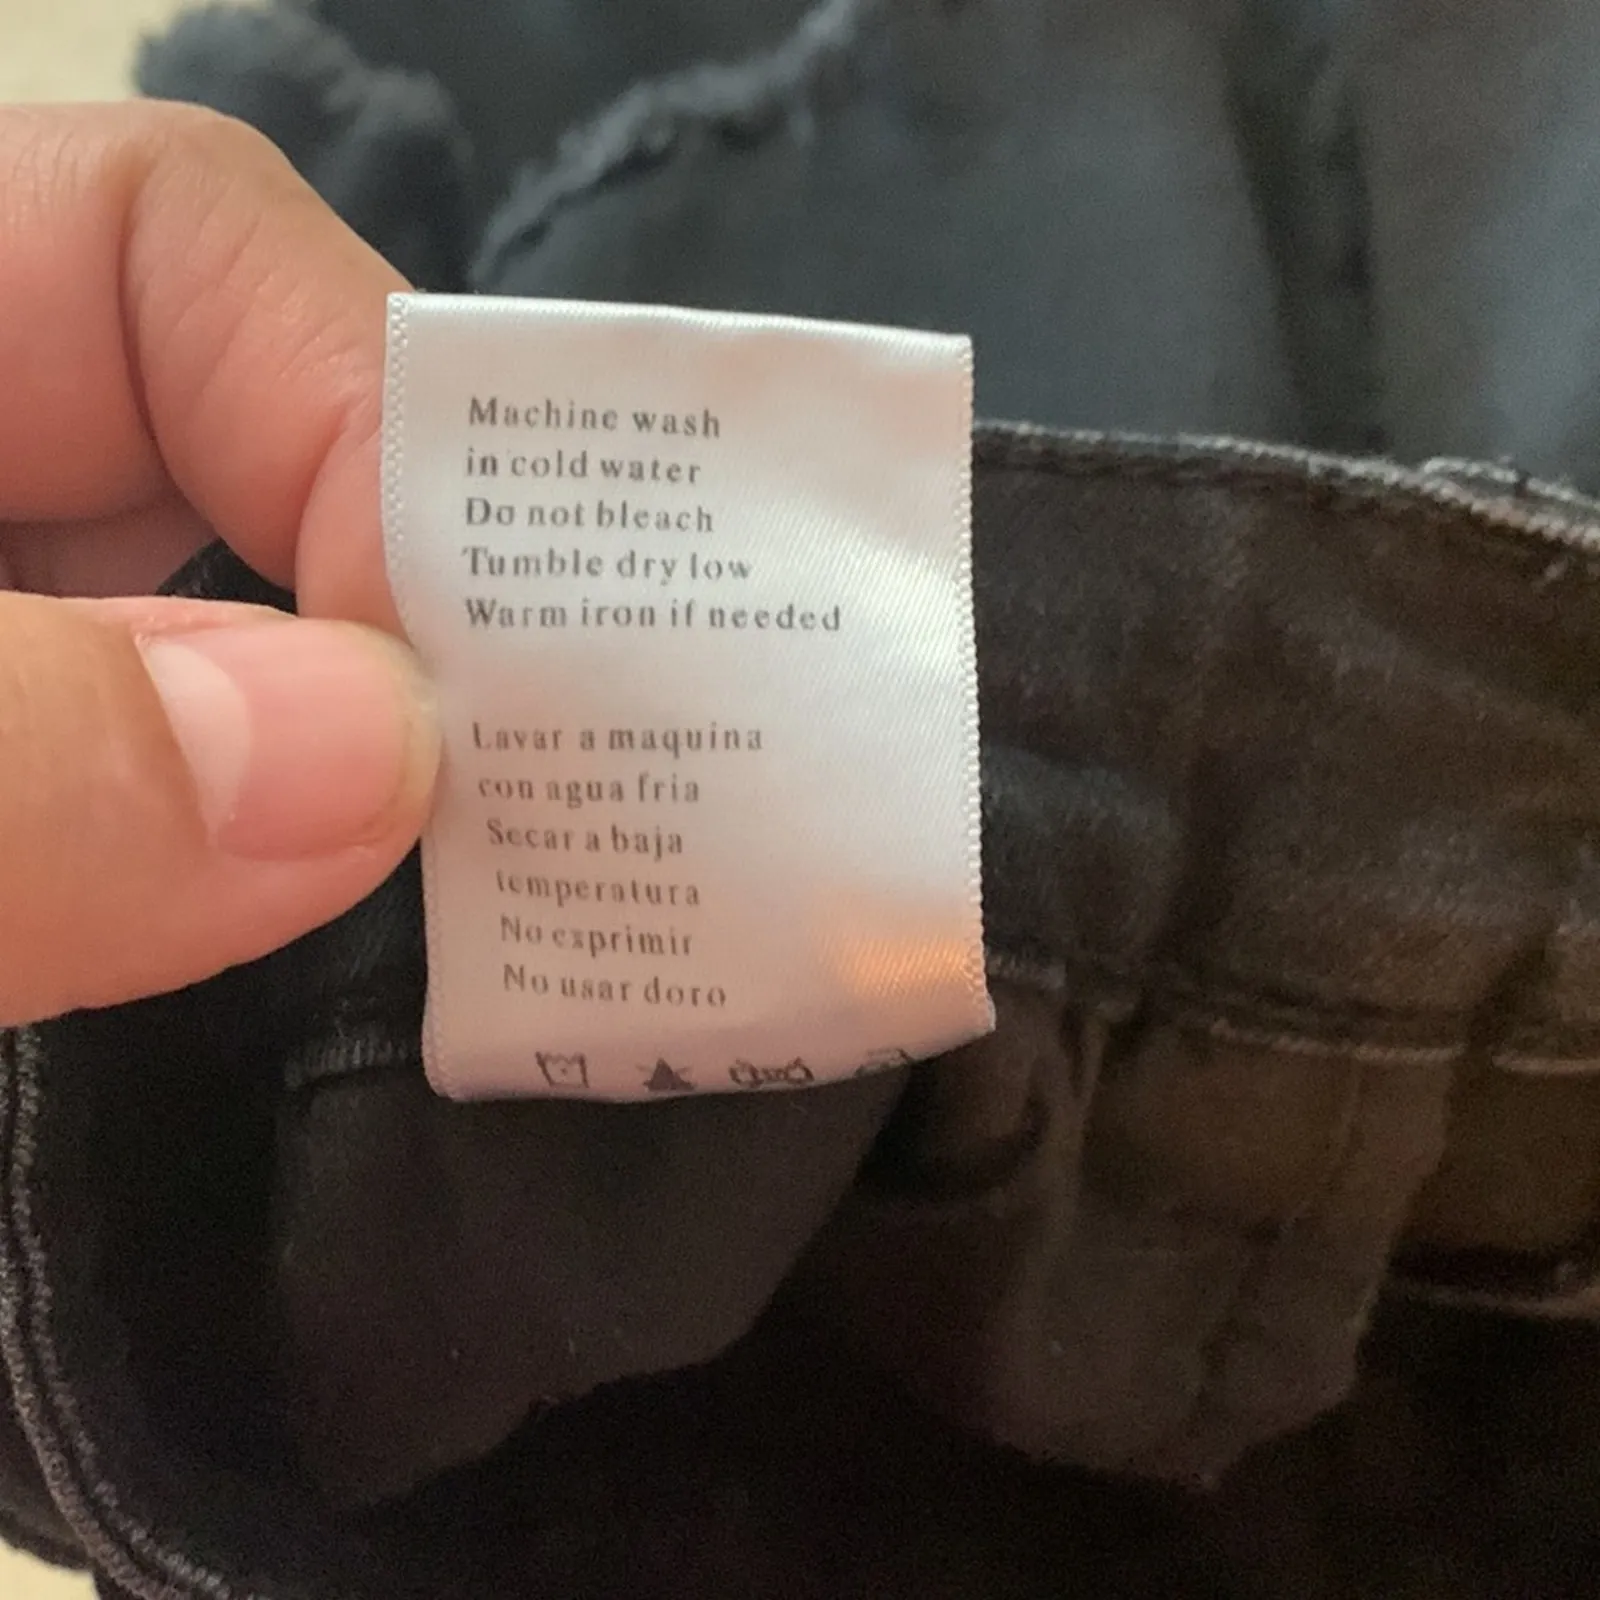 Machine wash
in cold water
Do not bleach
Tumble dry low
Warm iron if needed
Lavar a maquina
con agua fria
Secar a baja
temperatura
No exprimir
No usar doro